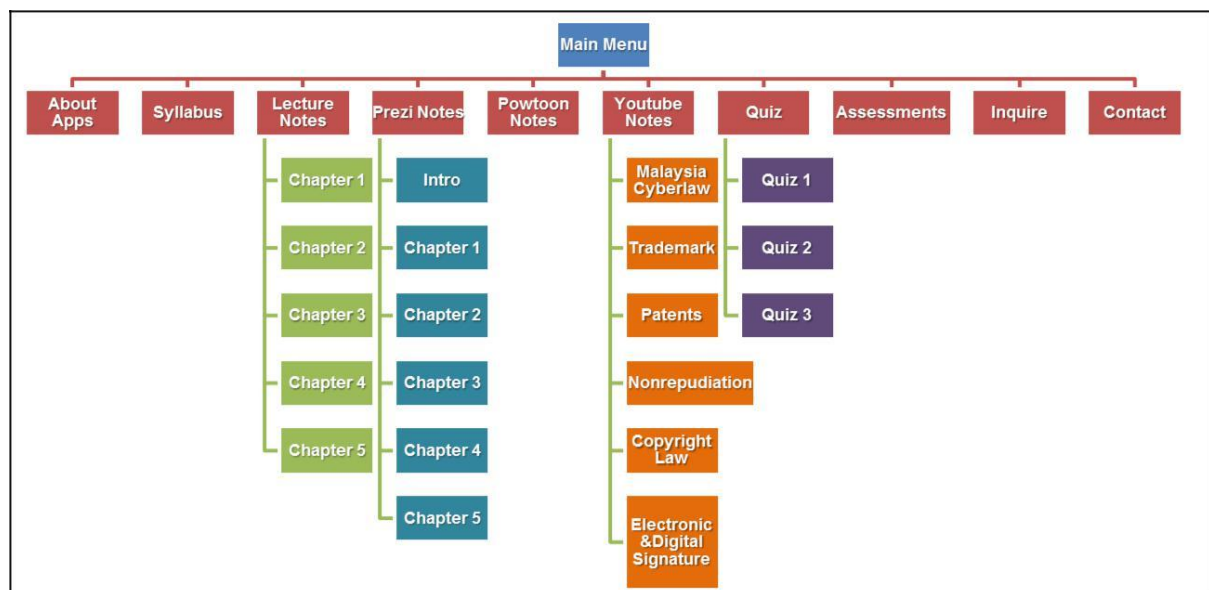 Main Menu
About
Apps
Syllabus
Lecture
Notes
Prezi Notes
Powtoon
Notes
Youtube
Notes
Quiz
Assessments
Inquire
Contact
Chapter 1
Chapter 2
Chapter 3
Chapter 4
Chapter 5
Intro
Chapter 1
Chapter 2
Chapter 3
Chapter 4
Chapter 5
Malaysia
Cyberlaw
Trademark
Patents
Nonrepudiation
Copyright
Law
Electronic
&Digital
Signature
Quiz 1
Quiz 2
Quiz 3